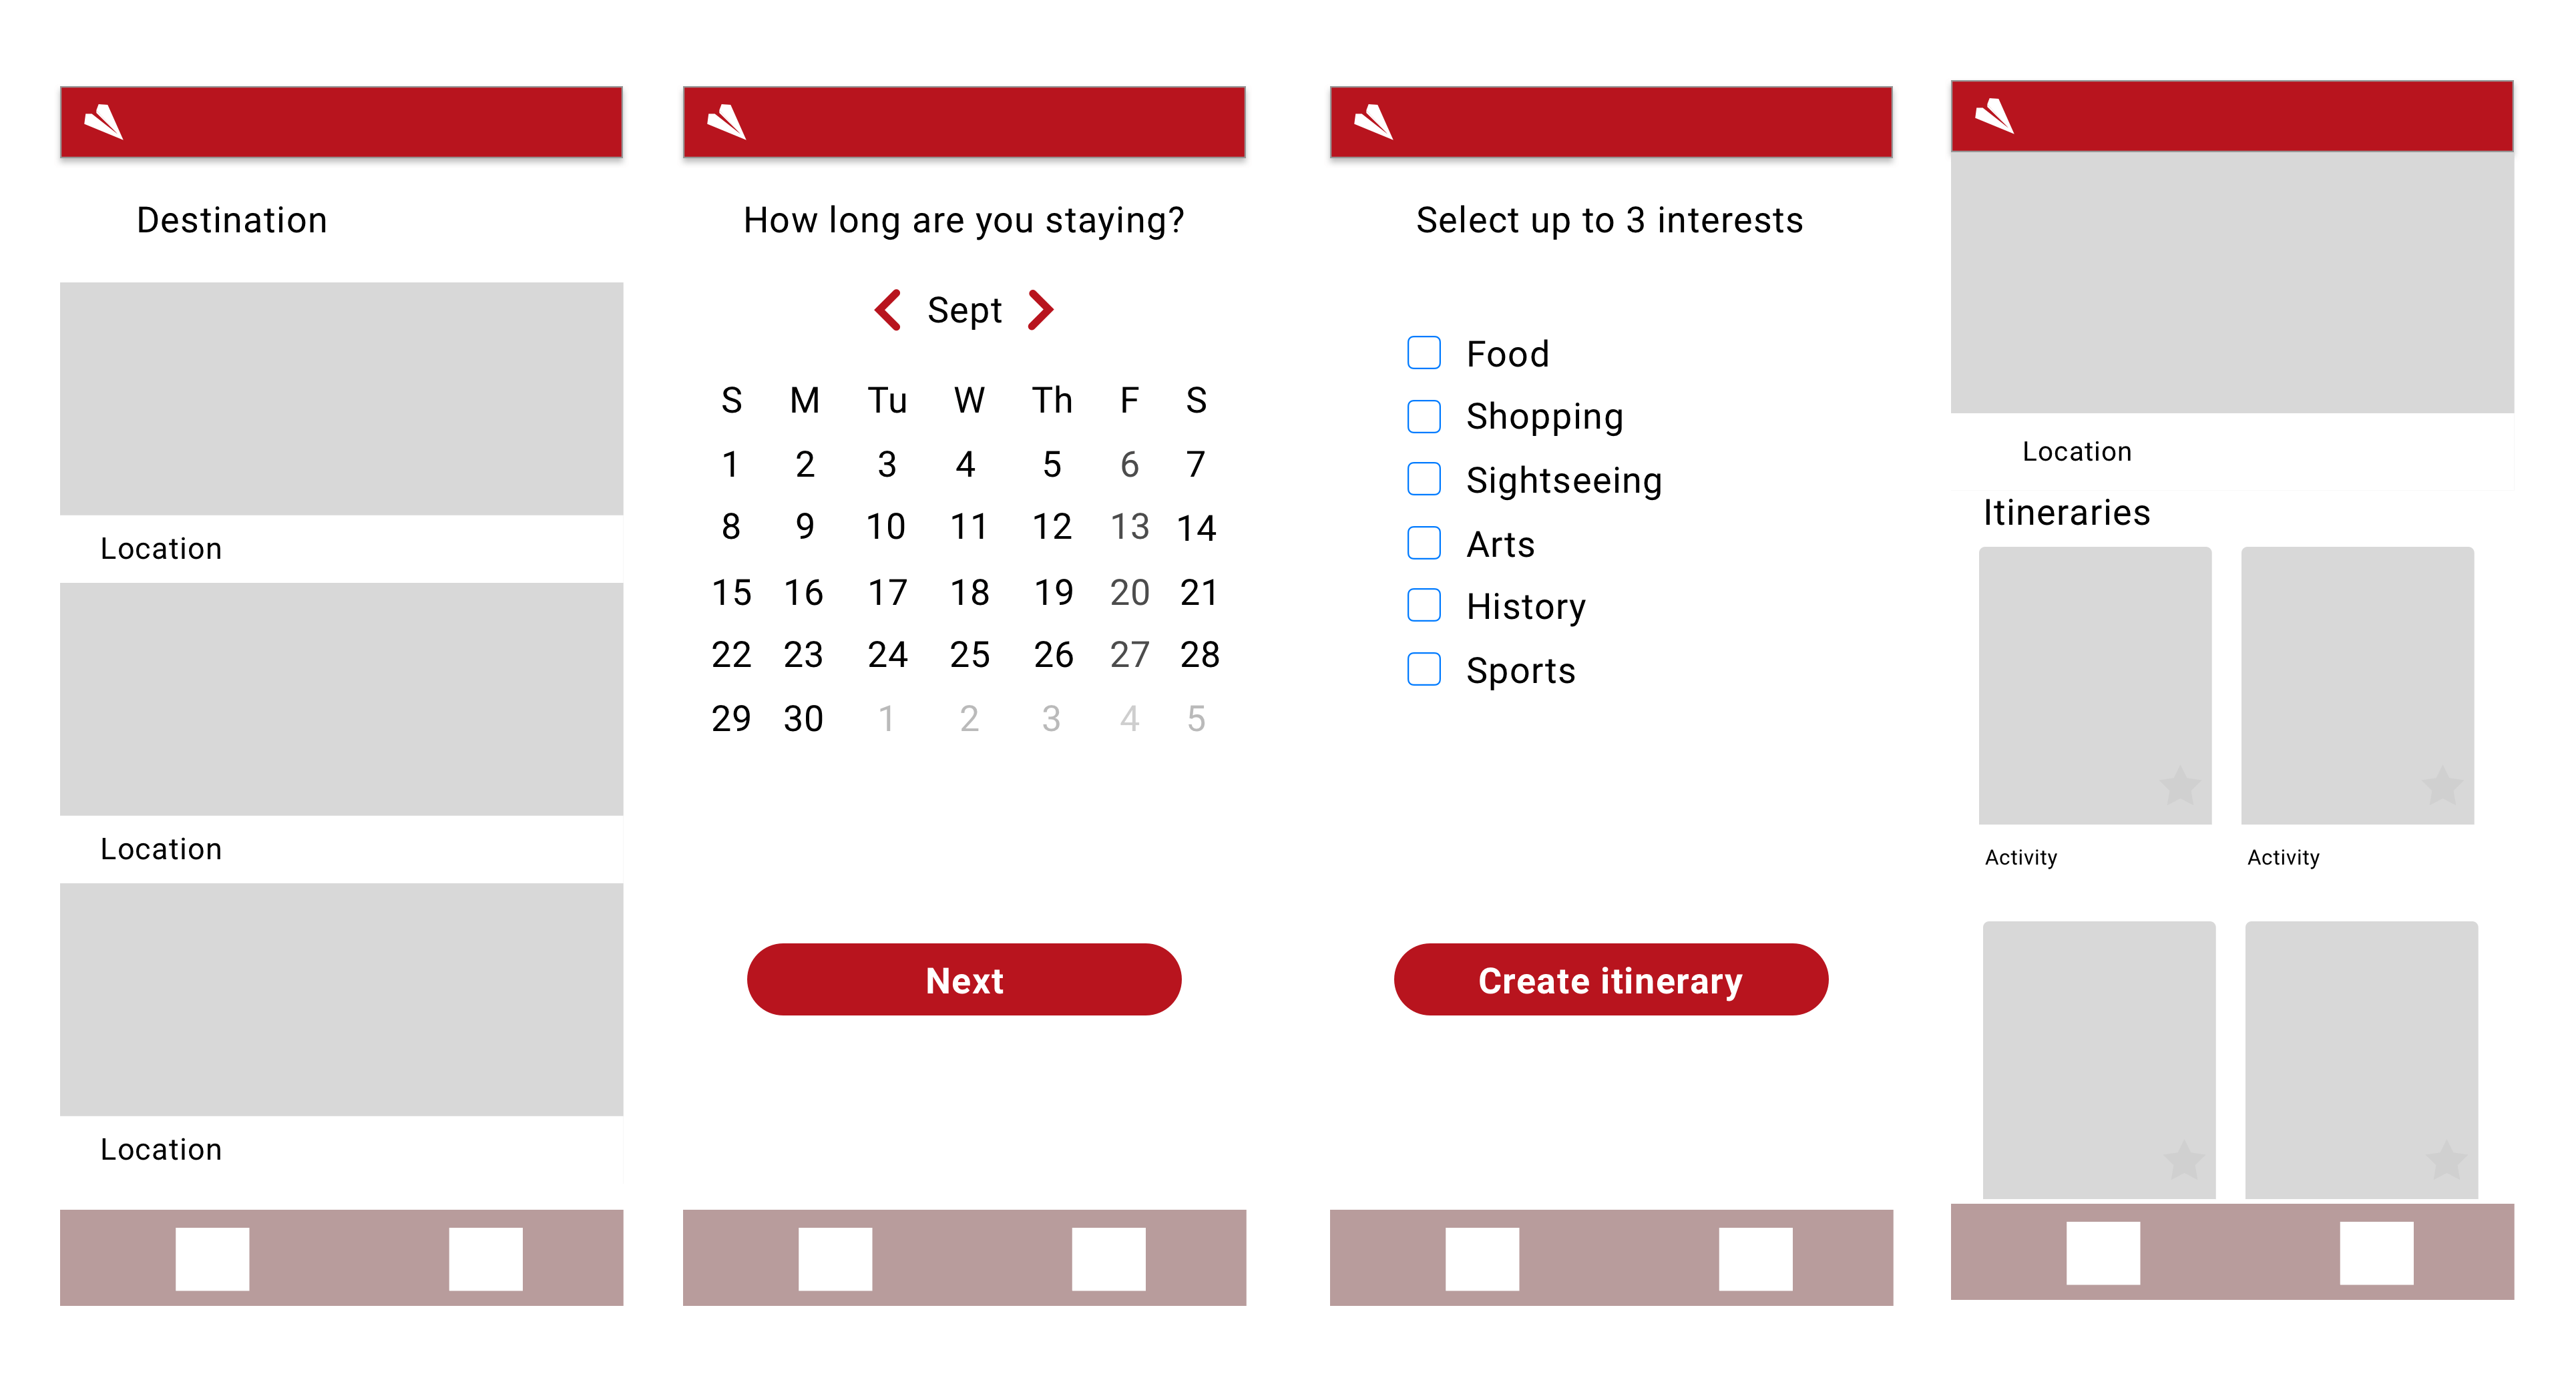 Destination
Location
Location
Location
How long are you staying?
Sept
S M Tu W Th F S
1 2 3 4 5 6 7
8 9 10 11 12 13 14
15 16 17 18 19 20 21
22 23 24 25 26 27 28
29 30 1 2 3 4 5
Next
Select up to 3 interests
Food
Shopping
Sightseeing
Arts
History
Sports
Create itinerary
Location
Itineraries
Activity Activity